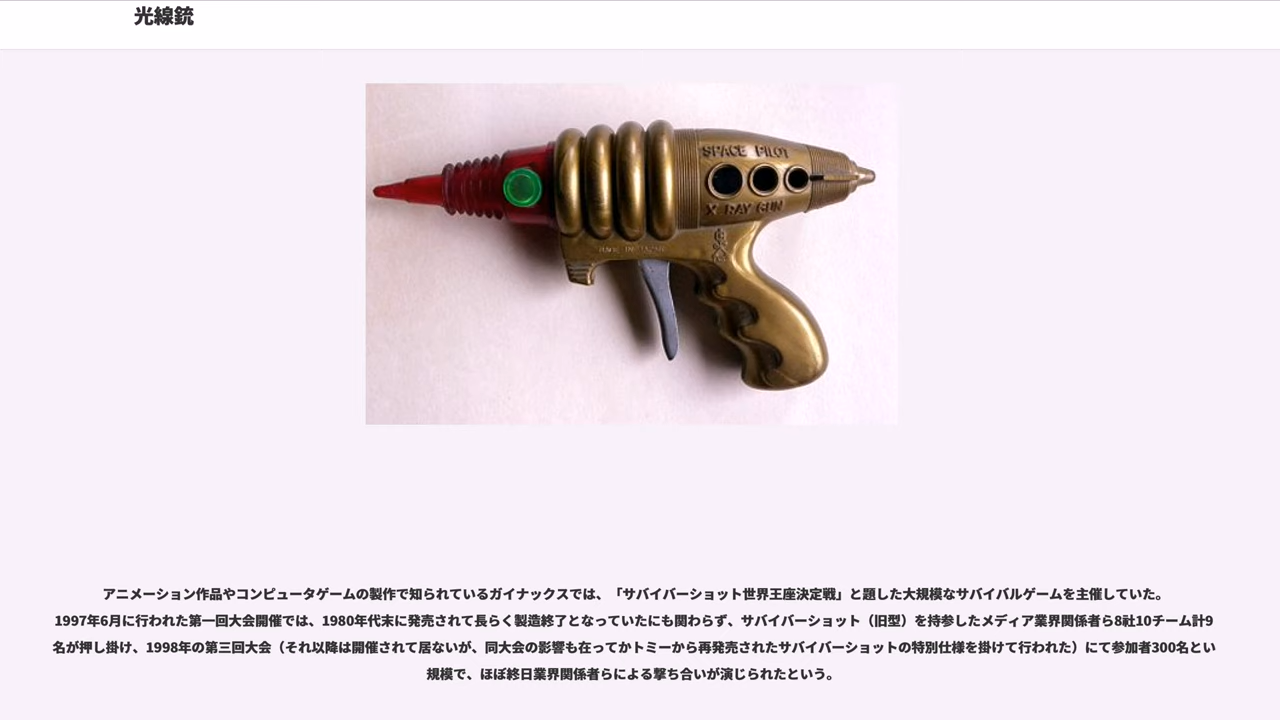 光線銃
SPACE PILOT
X RAY GUN
MADE IN JAPAN
アニメーション作品やコンピュータゲームの製作で知られているガイナックスでは、「サバイバーショット世界王座決定戦」と題した大規模なサバイバルゲームを主催していた。
1997年6月に行われた第一回大会開催では、1980年代末に発売されて長らく製造終了となっていたにも関わらず、サバイバーショット（旧型）を持参したメディア業界関係者ら8社10チーム計9
名が押し掛け、1998年の第三回大会（それ以降は開催されて居ないが、同大会の影響も在ってかトミーから再発売されたサバイバーショットの特別仕様を掛けて行われた）にて参加者300名とい
規模で、ほぼ終日業界関係者らによる撃ち合いが演じられたという。